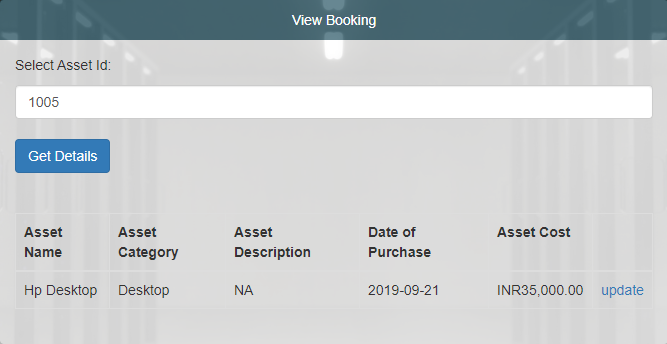 View Booking
Select Asset Id:
1005
Get Details
Asset Name Asset Category Asset Description Date of Purchase Asset Cost
Hp Desktop Desktop NA 2019-09-21 INR35,000.00 update